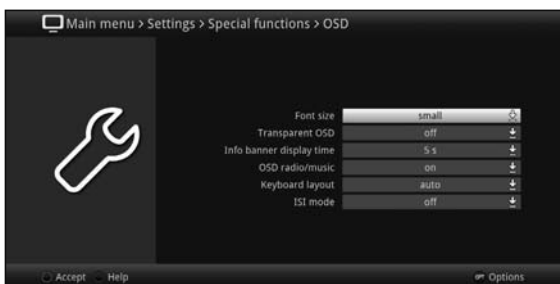 Main menu > Settings > Special functions > OSD
Font size small
Transparent OSD off
Info banner display time 5 s
OSD radio/music on
Keyboard layout auto
ISI mode off
Accept Help Options